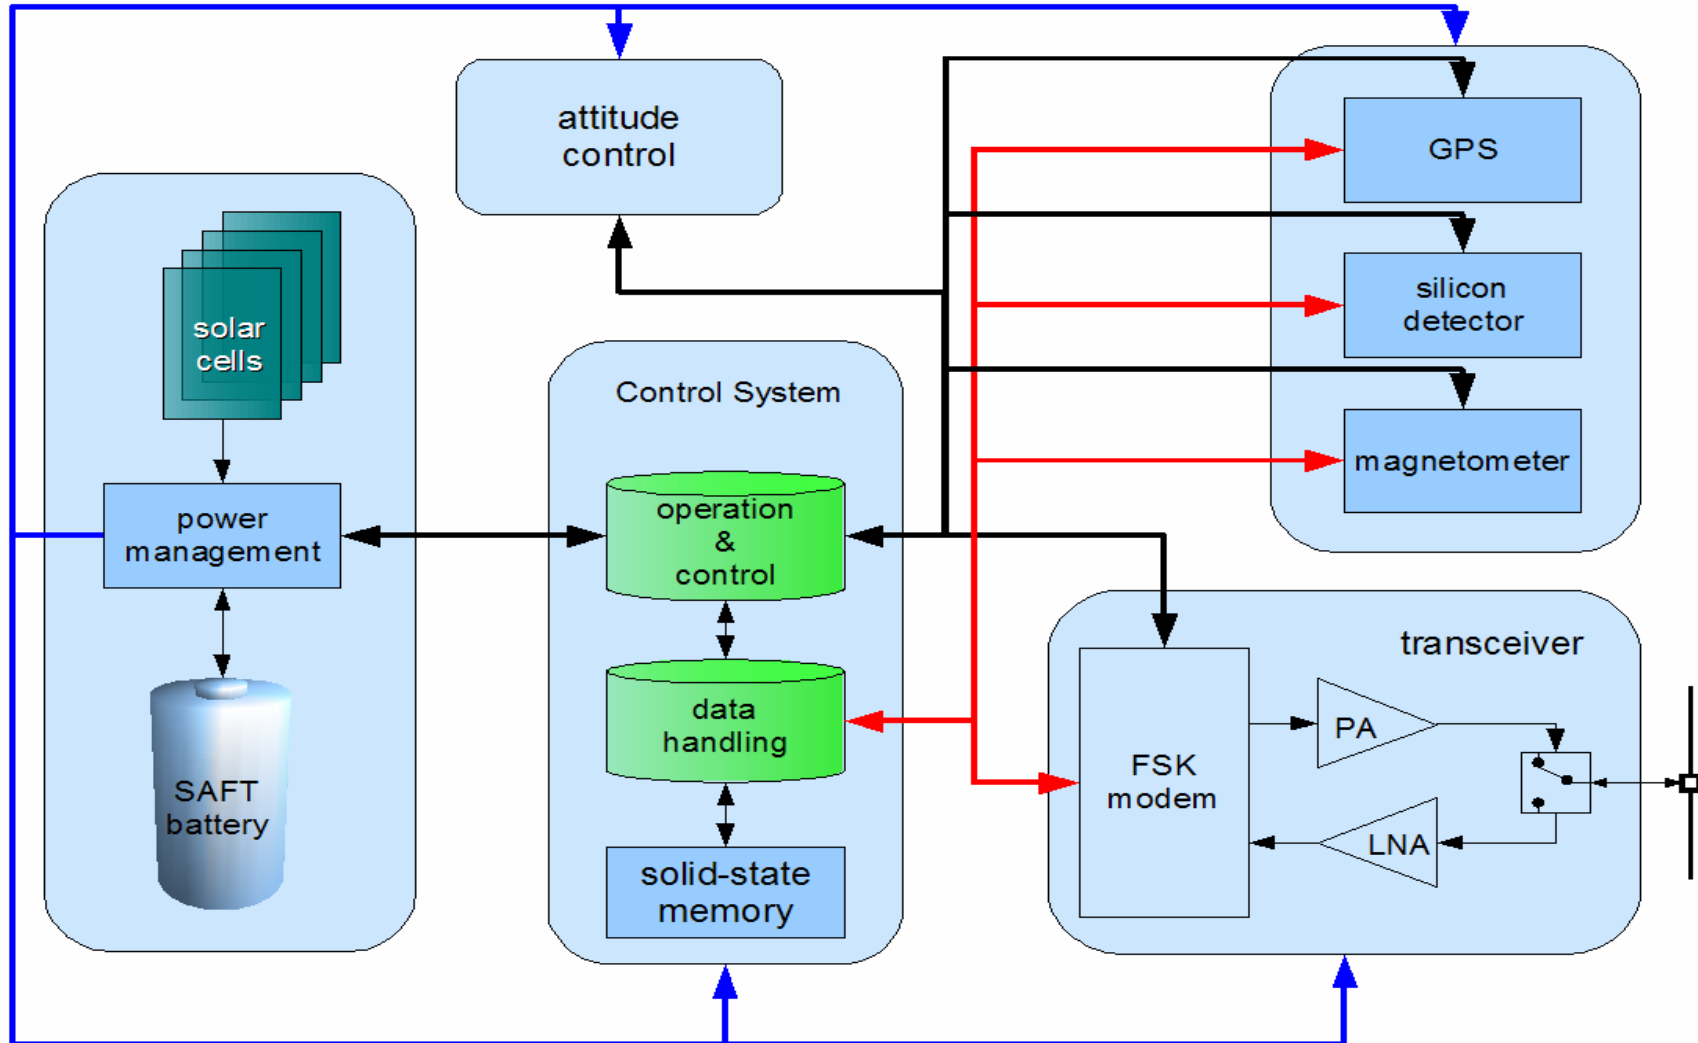 attitude
control
GPS
silicon
detector
magnetometer
solar
cells
power
management
SAFT
battery
Control System
operation
&
control
data
handling
solid-state
memory
transceiver
FSK
modem
PA
LNA